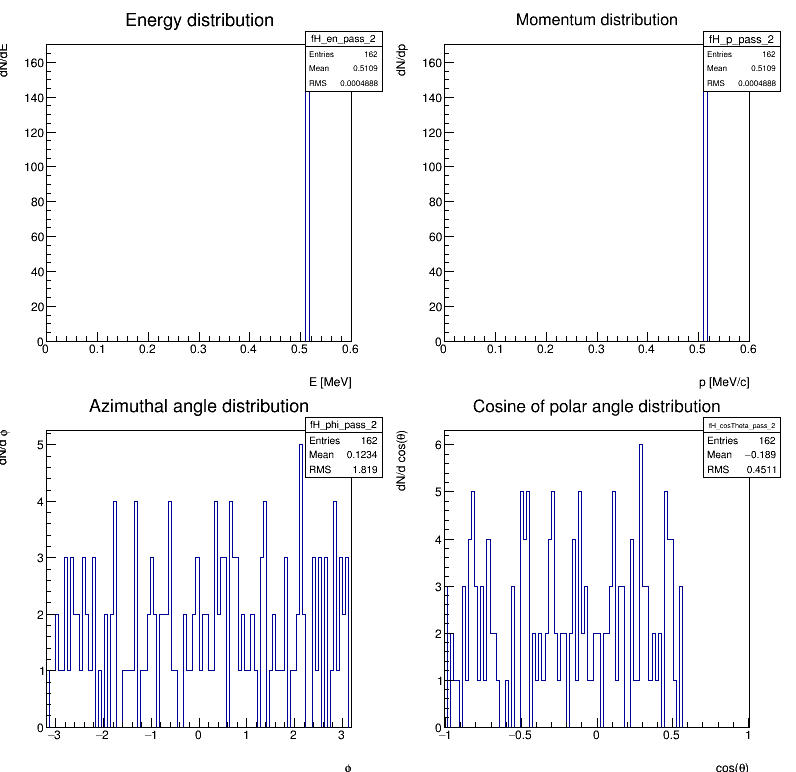 Energy distribution
dN/dE
fH_en_pass_2
Entries 162
Mean 0.5109
RMS 0.0004888
160
140
120
100
80
60
40
20
0
0 0.1 0.2 0.3 0.4 0.5 0.6
E [MeV]
Momentum distribution
dN/dp
fH_p_pass_2
Entries 162
Mean 0.5109
RMS 0.0004888
160
140
120
100
80
60
40
20
0
0 0.1 0.2 0.3 0.4 0.5 0.6
p [MeV/c]
Azimuthal angle distribution
dN/d ϕ
fH_phi_pass_2
Entries 162
Mean 0.1234
RMS 1.819
5
4
3
2
1
0
−3 −2 −1 0 1 2 3
ϕ
Cosine of polar angle distribution
dN/d cos(θ)
fH_cosTheta_pass_2
Entries 162
Mean −0.189
RMS 0.4511
6
5
4
3
2
1
0
−1 −0.5 0 0.5 1
cos(θ)